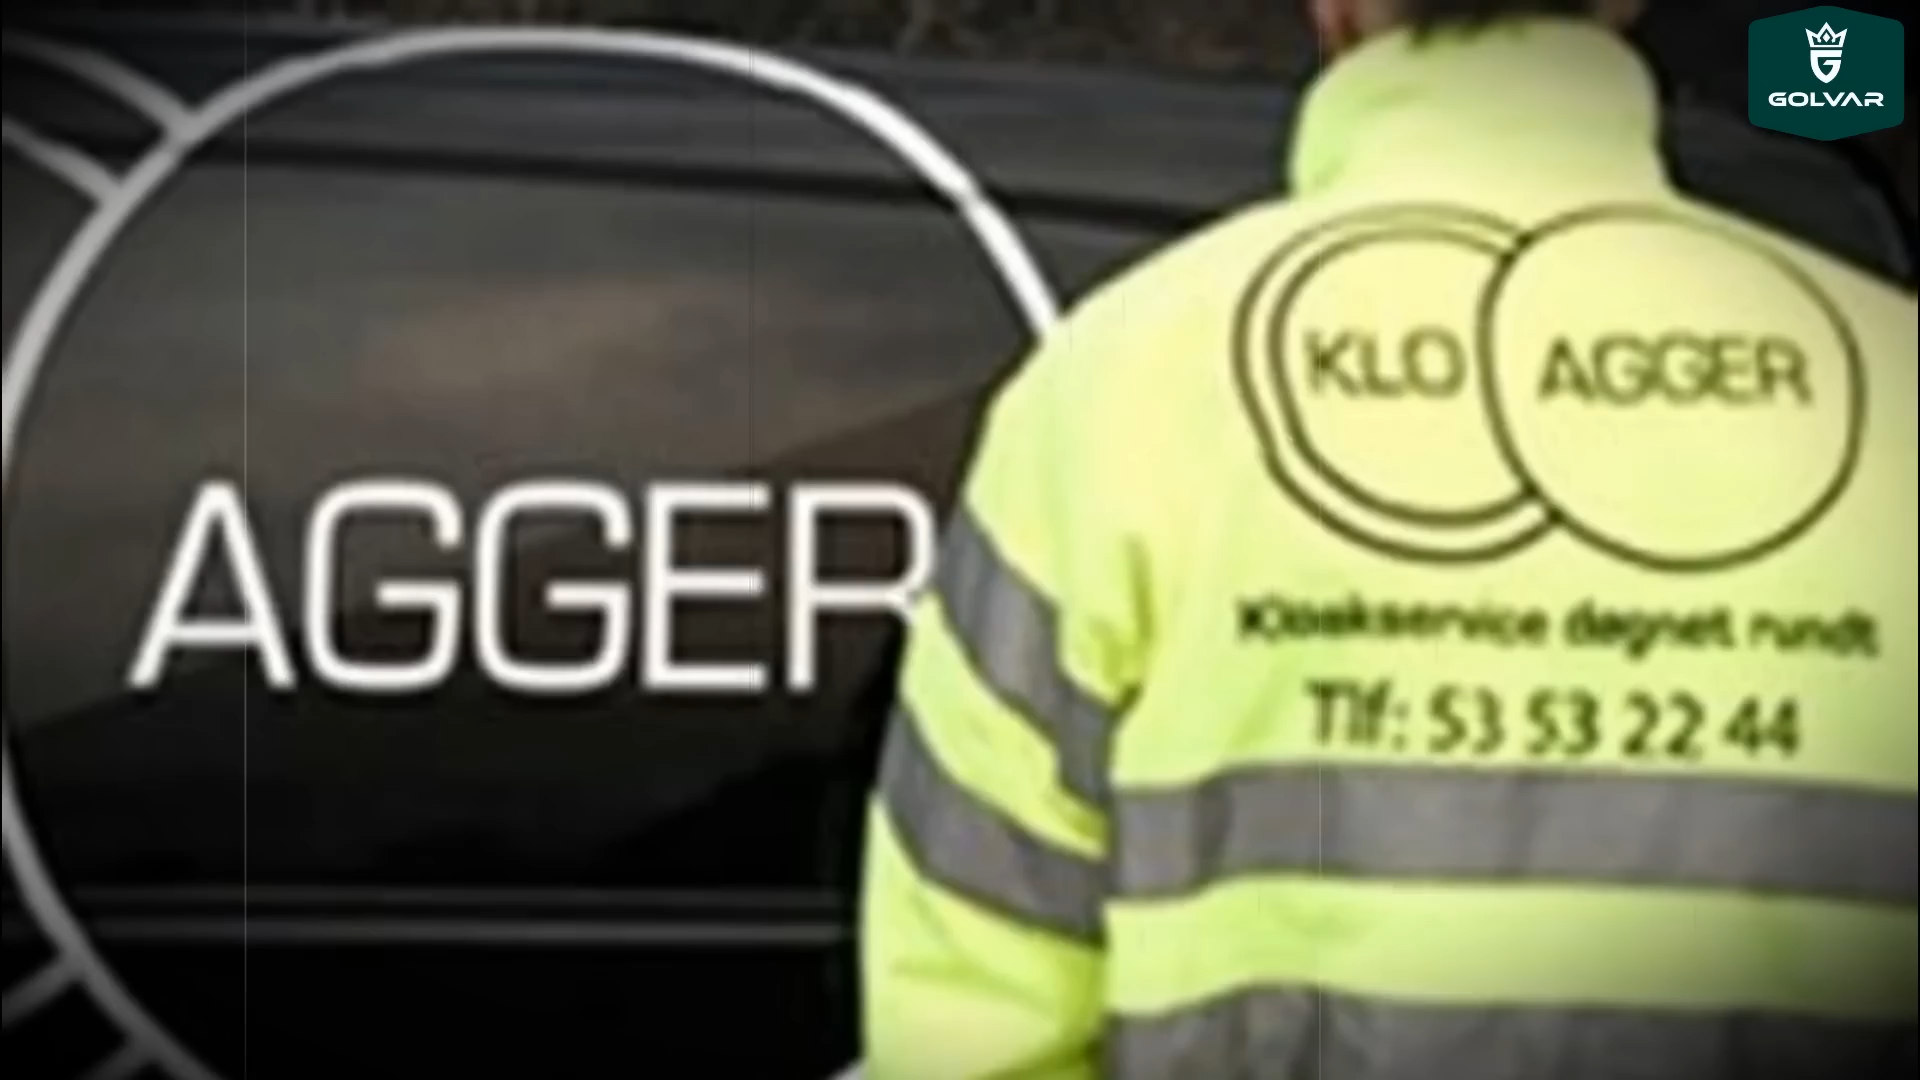 GOLVAR
AGGER
KLO AGGER
Kloakservice døgnet rundt
Tlf: 53 53 22 44